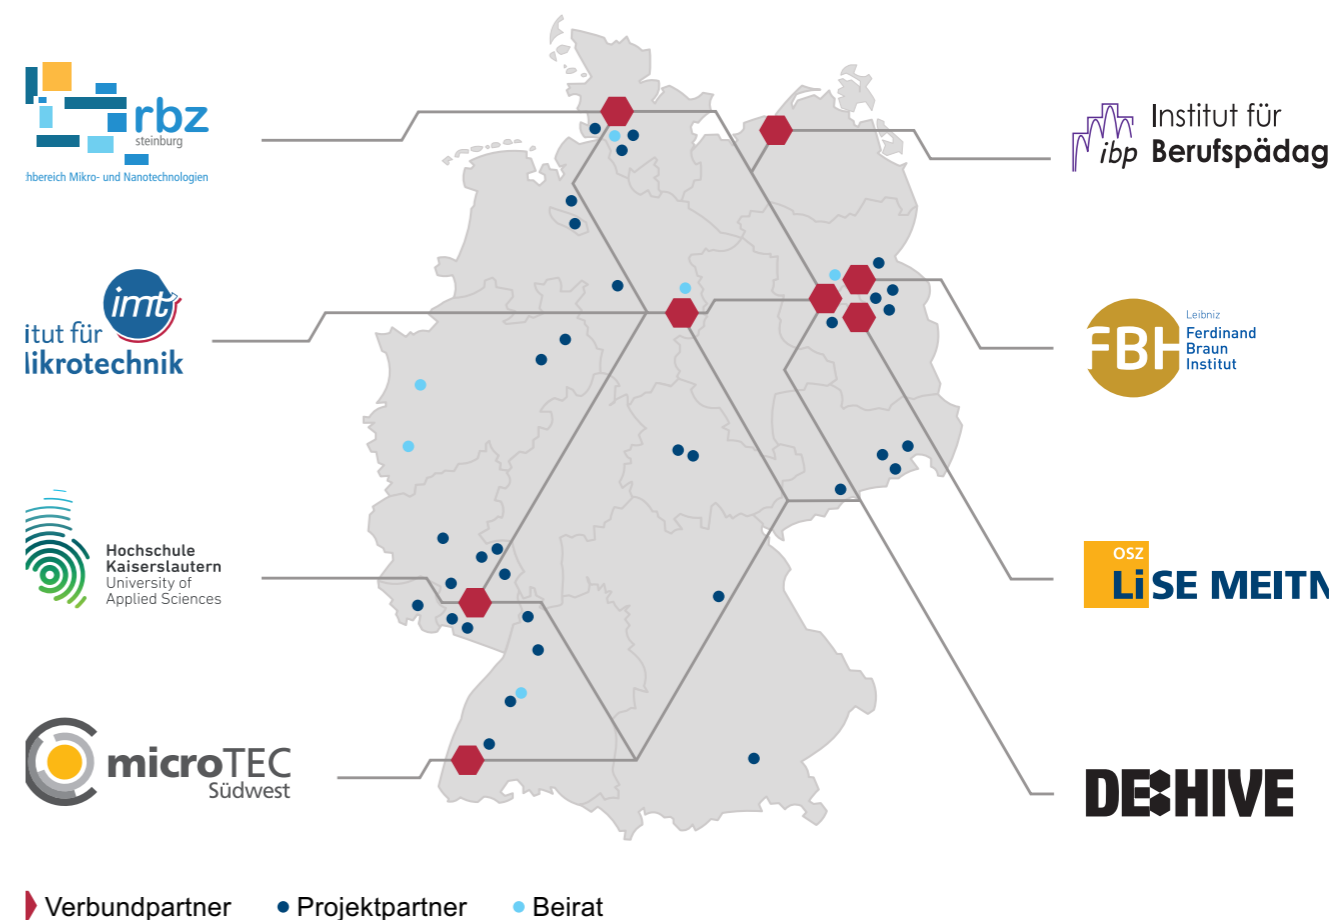 rbz
steinburg
hbereich Mikro- und Nanotechnologien
Institut für
ibp Berufspädag
imt
itut für
likrotechnik
FBH
Leibniz
Ferdinand
Braun
Institut
Hochschule
Kaiserslautern
University of
Applied Sciences
OSZ
LiSE MEITN
microTEC
Südwest
DE:HIVE
Verbundpartner
Projektpartner
Beirat